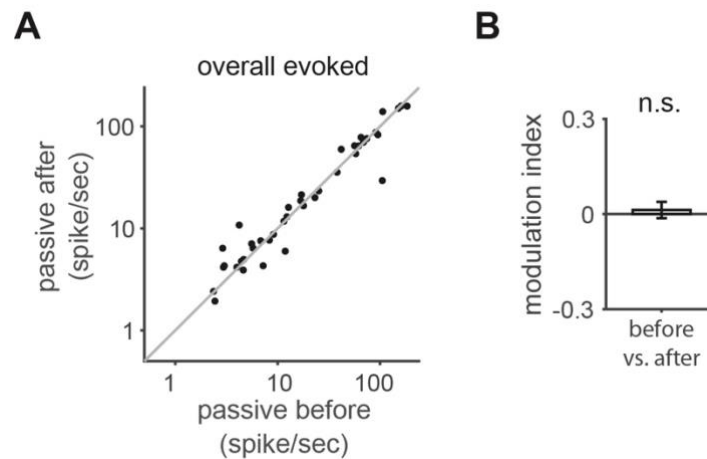 A
overall evoked
passive after
(spike/sec)
100
10
1
1 10 100
passive before
(spike/sec)
B
n.s.
modulation index
0.3
0
-0.3
before
vs. after